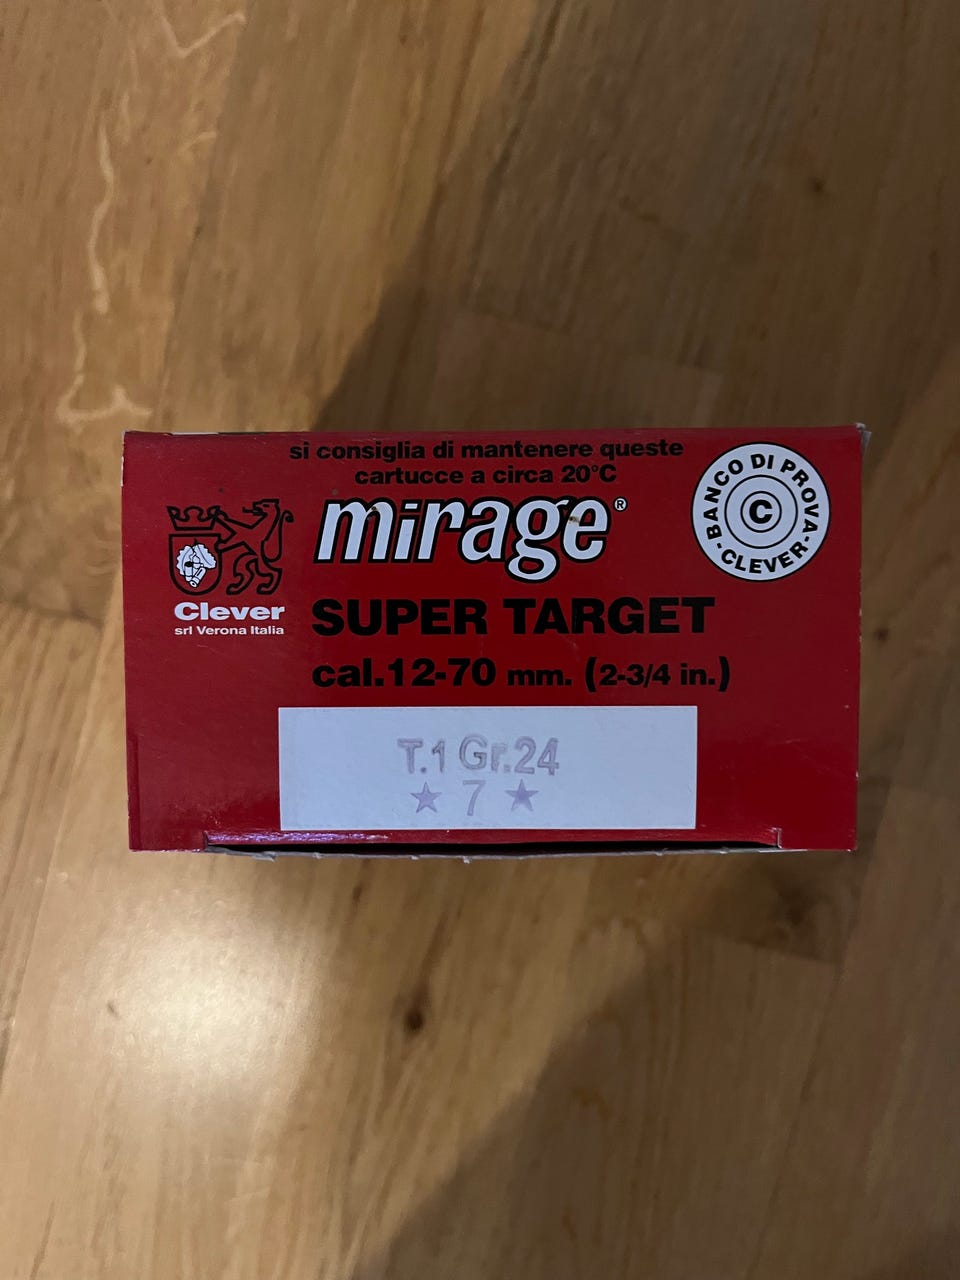 si consiglia di mantenere queste
cartucce a circa 20°C
mirage®
BANCO DI PROVA
-CLEVER-
C
Clever
srl Verona Italia
SUPER TARGET
cal.12-70 mm. (2-3/4 in.)
T.1 Gr.24
★ 7 ★